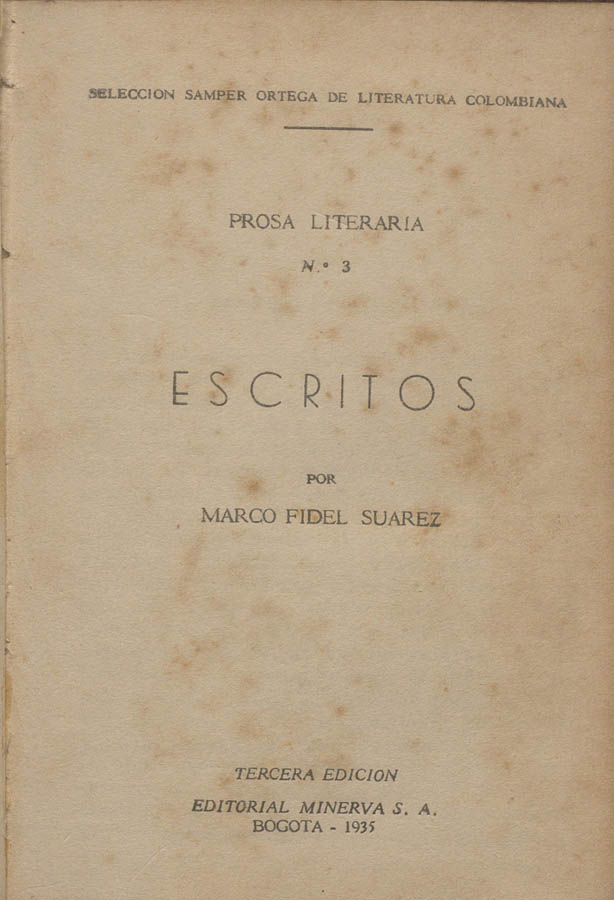 SELECCION SAMPER ORTEGA DE LITERATURA COLOMBIANA
PROSA LITERARIA
N.º 3
ESCRITOS
POR
MARCO FIDEL SUAREZ
TERCERA EDICION
EDITORIAL MINERVA S. A.
BOGOTA - 1935